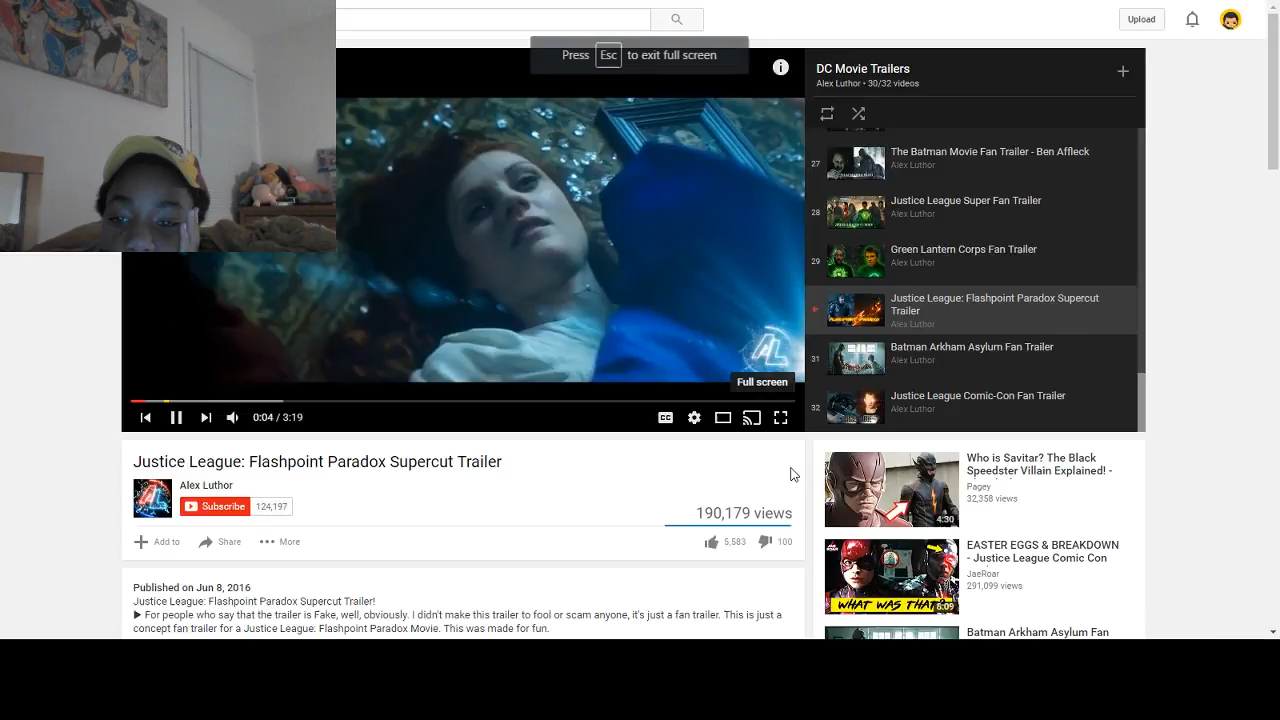 Upload
Press Esc to exit full screen
DC Movie Trailers
Alex Luthor • 30/32 videos
27
The Batman Movie Fan Trailer - Ben Affleck
Alex Luthor
28
Justice League Super Fan Trailer
Alex Luthor
29
Green Lantern Corps Fan Trailer
Alex Luthor
Justice League: Flashpoint Paradox Supercut
Trailer
Alex Luthor
31
Batman Arkham Asylum Fan Trailer
Alex Luthor
32
Justice League Comic-Con Fan Trailer
Alex Luthor
AL
Full screen
0:04 / 3:19
CC
Justice League: Flashpoint Paradox Supercut Trailer
Alex Luthor
Subscribe 124,197
190,179 views
Add to Share More
5,583 100
Published on Jun 8, 2016
Justice League: Flashpoint Paradox Supercut Trailer!
► For people who say that the trailer is Fake, well, obviously. I didn't make this trailer to fool or scam anyone, it's just a fan trailer. This is just a
concept fan trailer for a Justice League: Flashpoint Paradox Movie. This was made for fun.
Who is Savitar? The Black
Speedster Villain Explained! -
Pagey
32,358 views
4:30
EASTER EGGS & BREAKDOWN
- Justice League Comic Con
JaeRoar
291,099 views
WHAT WAS THAT
6:09
Batman Arkham Asylum Fan